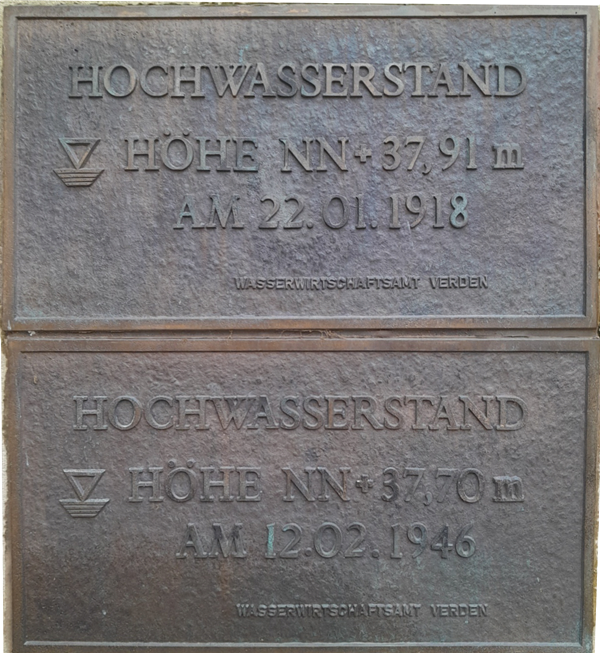 HOCHWASSERSTAND
HÖHE NN+37,91 m
AM 22.01.1918
WASSERWIRTSCHAFTSAMT VERDEN
HOCHWASSERSTAND
HÖHE NN+37,70 m
AM 12.02.1946
WASSERWIRTSCHAFTSAMT VERDEN